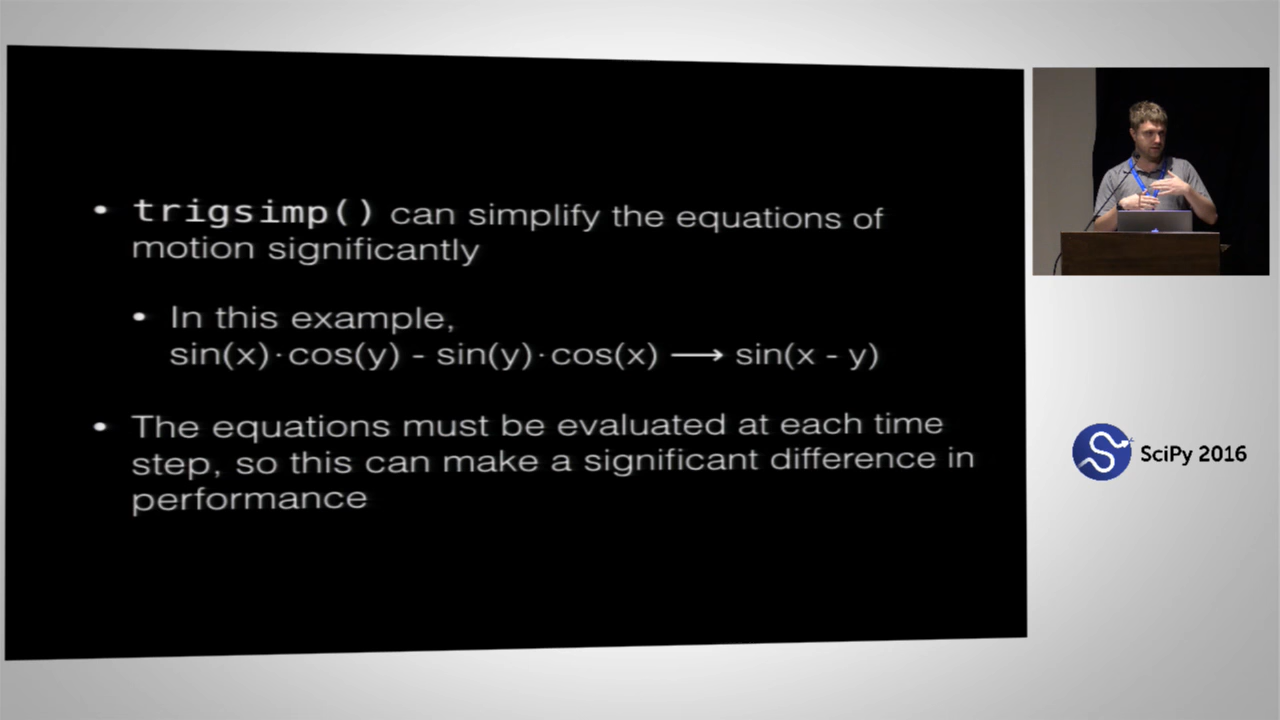 • trigsimp() can simplify the equations of
motion significantly
• In this example,
sin(x)·cos(y) - sin(y)·cos(x) ⟶ sin(x - y)
• The equations must be evaluated at each time
step, so this can make a significant difference in
performance
SciPy 2016